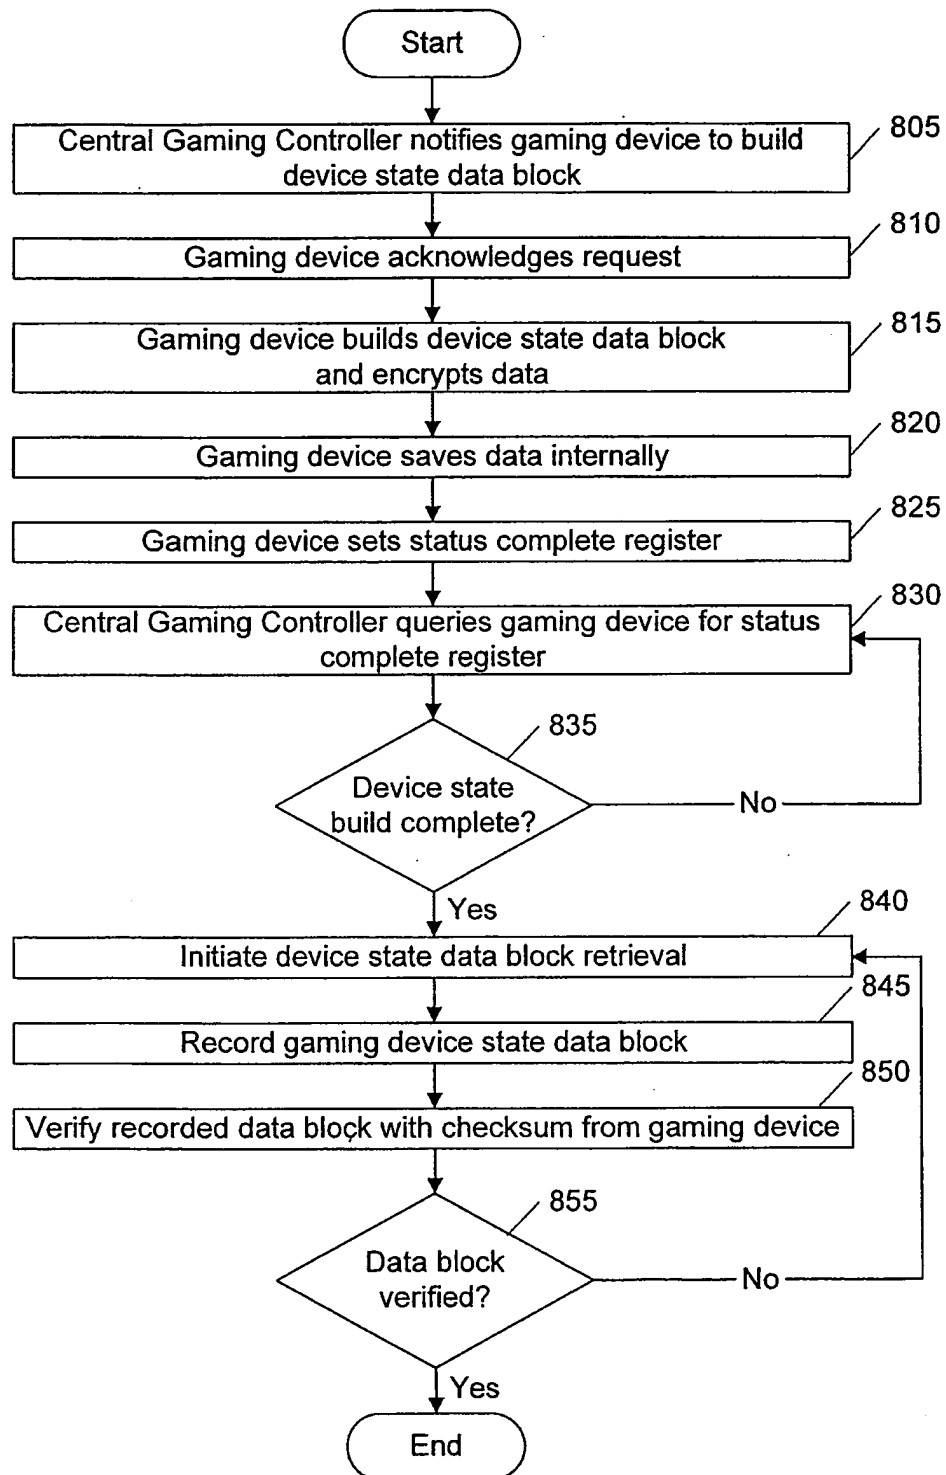 Start
Central Gaming Controller notifies gaming device to build
device state data block
805
Gaming device acknowledges request
810
Gaming device builds device state data block
and encrypts data
815
Gaming device saves data internally
820
Gaming device sets status complete register
825
Central Gaming Controller queries gaming device for status
complete register
830
Device state
build complete?
835
No
Yes
Initiate device state data block retrieval
840
Record gaming device state data block
845
Verify recorded data block with checksum from gaming device
850
Data block
verified?
855
No
Yes
End